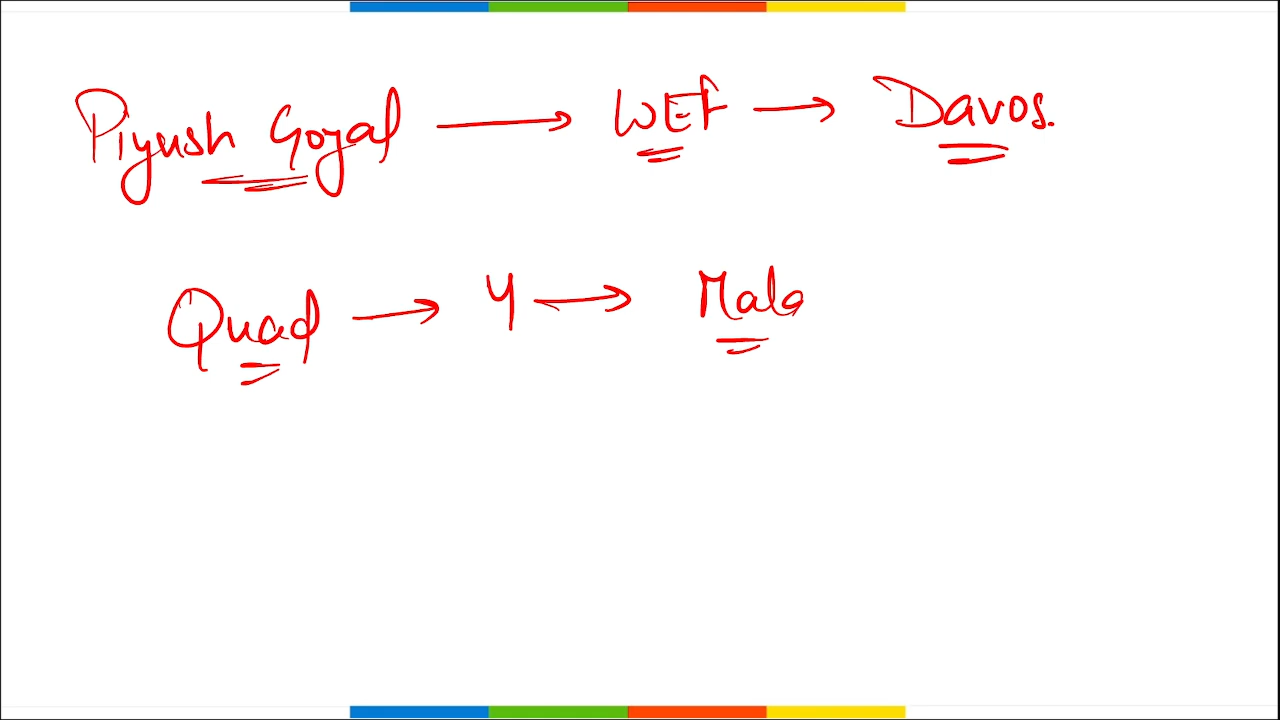 Piyush Goyal → WEF → Davos.
Quad → 4 → Mala